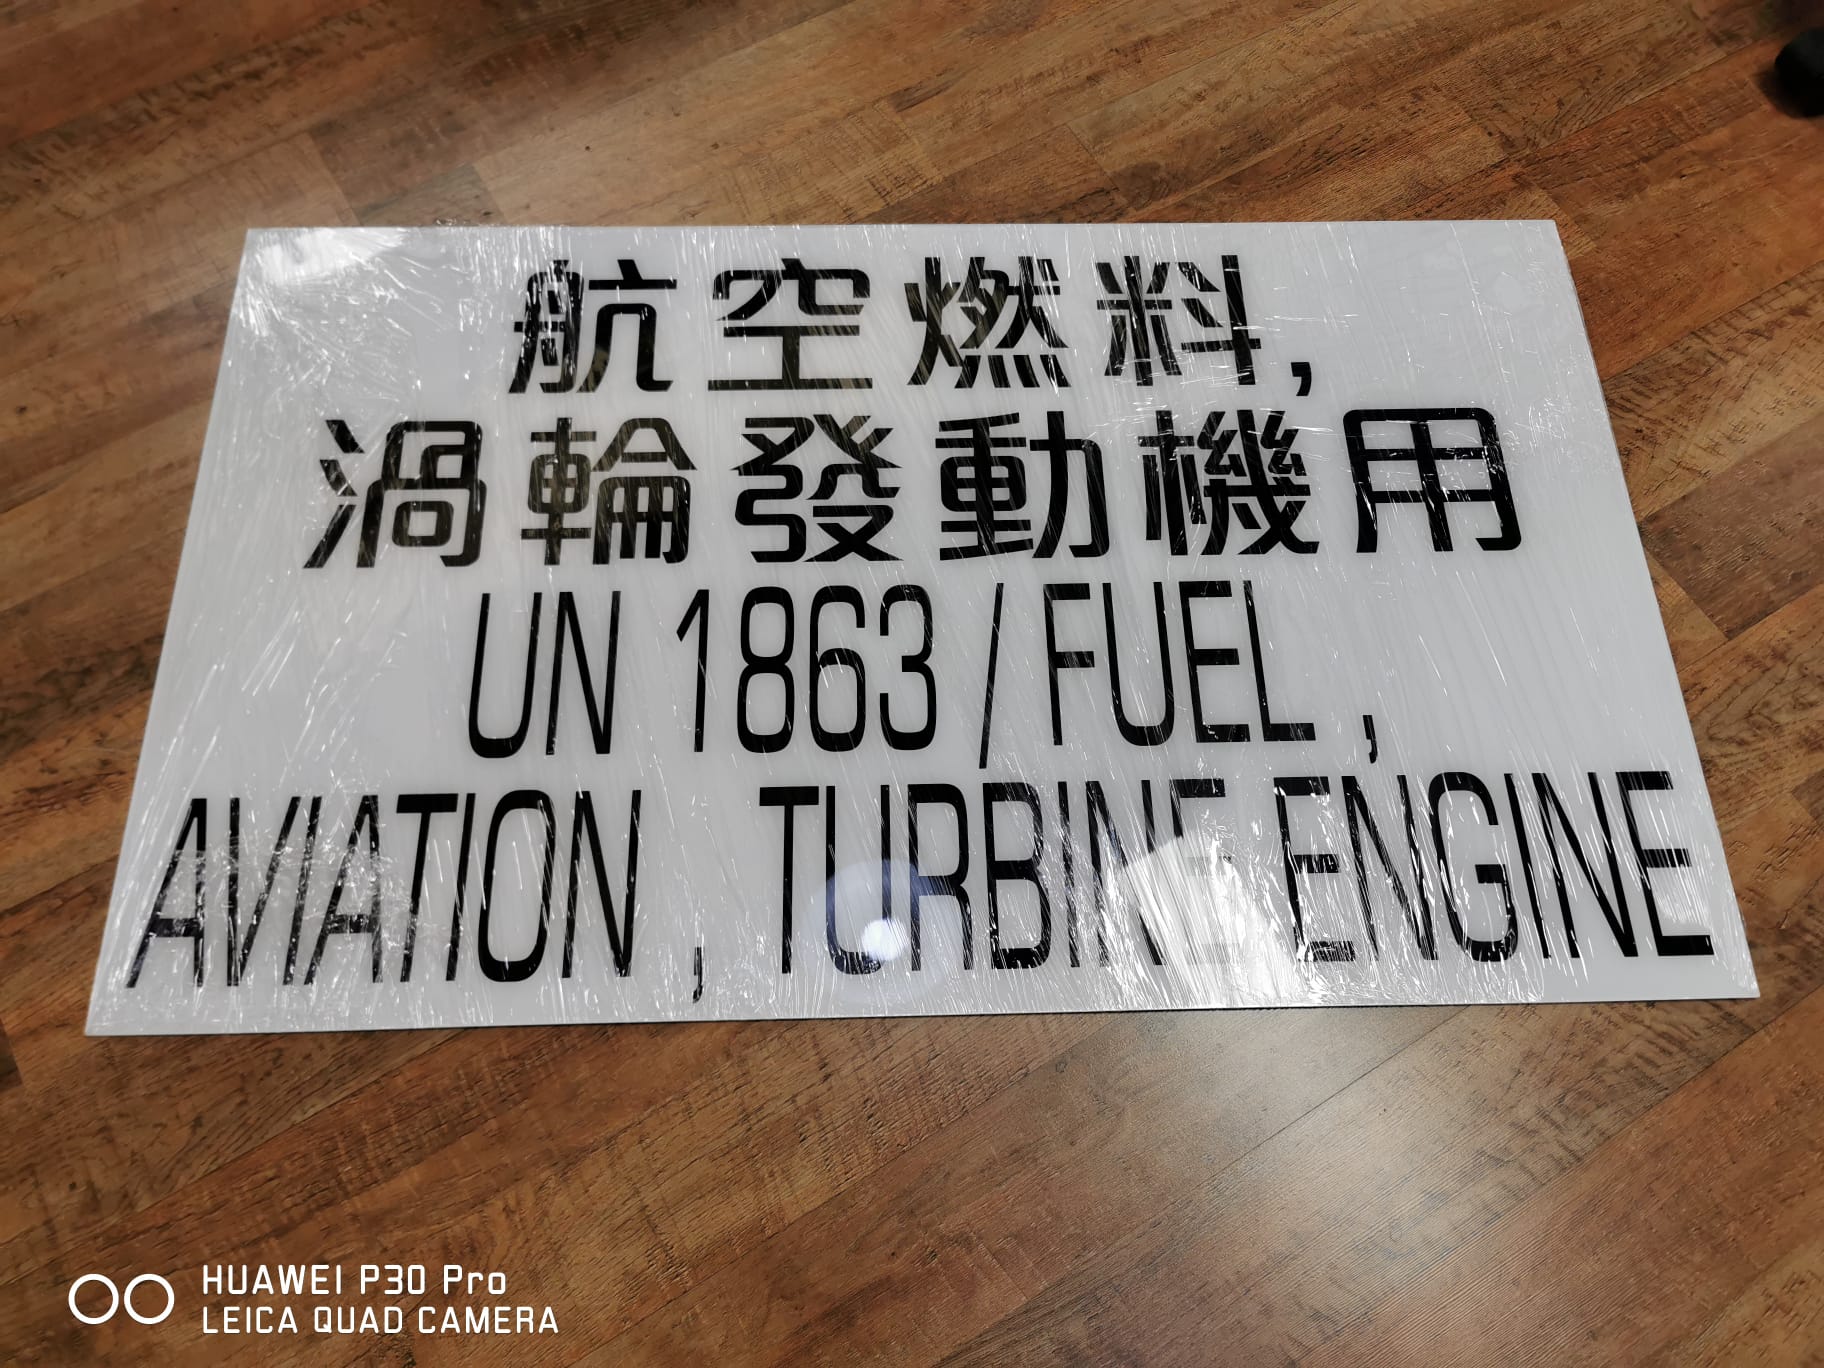 航空燃料,
渦輪發動機用
UN 1863 / FUEL ,
AVIATION , TURBINE ENGINE
HUAWEI P30 Pro
LEICA QUAD CAMERA